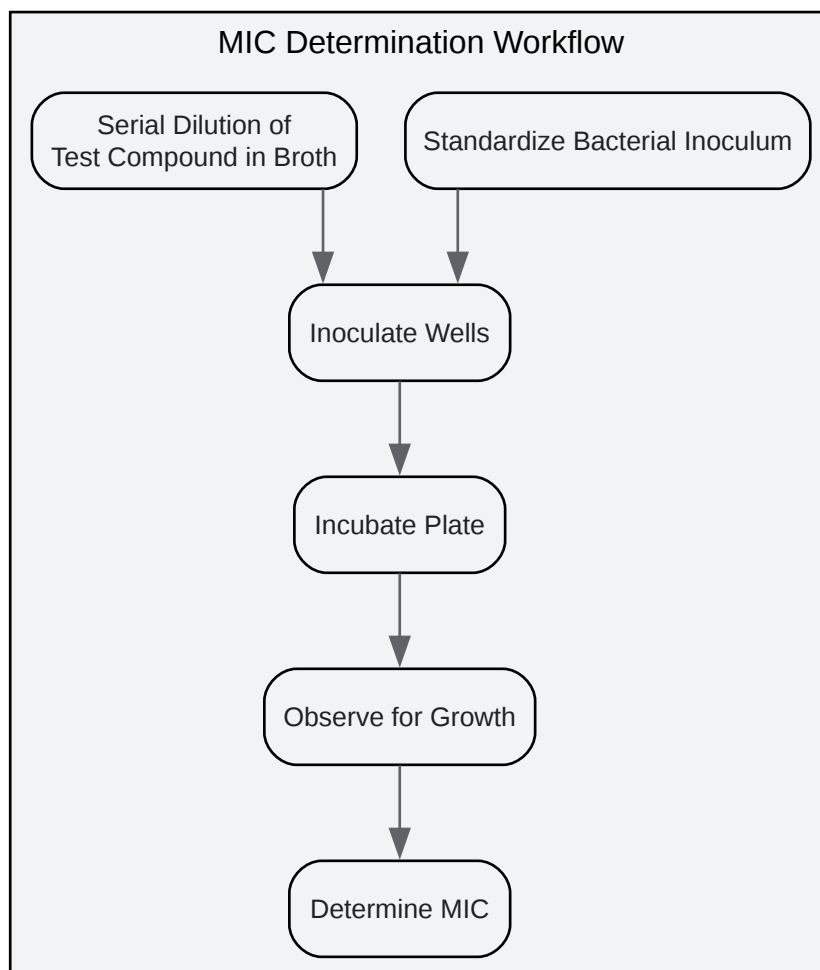 MIC Determination Workflow
Serial Dilution of
Test Compound in Broth
Standardize Bacterial Inoculum
Inoculate Wells
Incubate Plate
Observe for Growth
Determine MIC